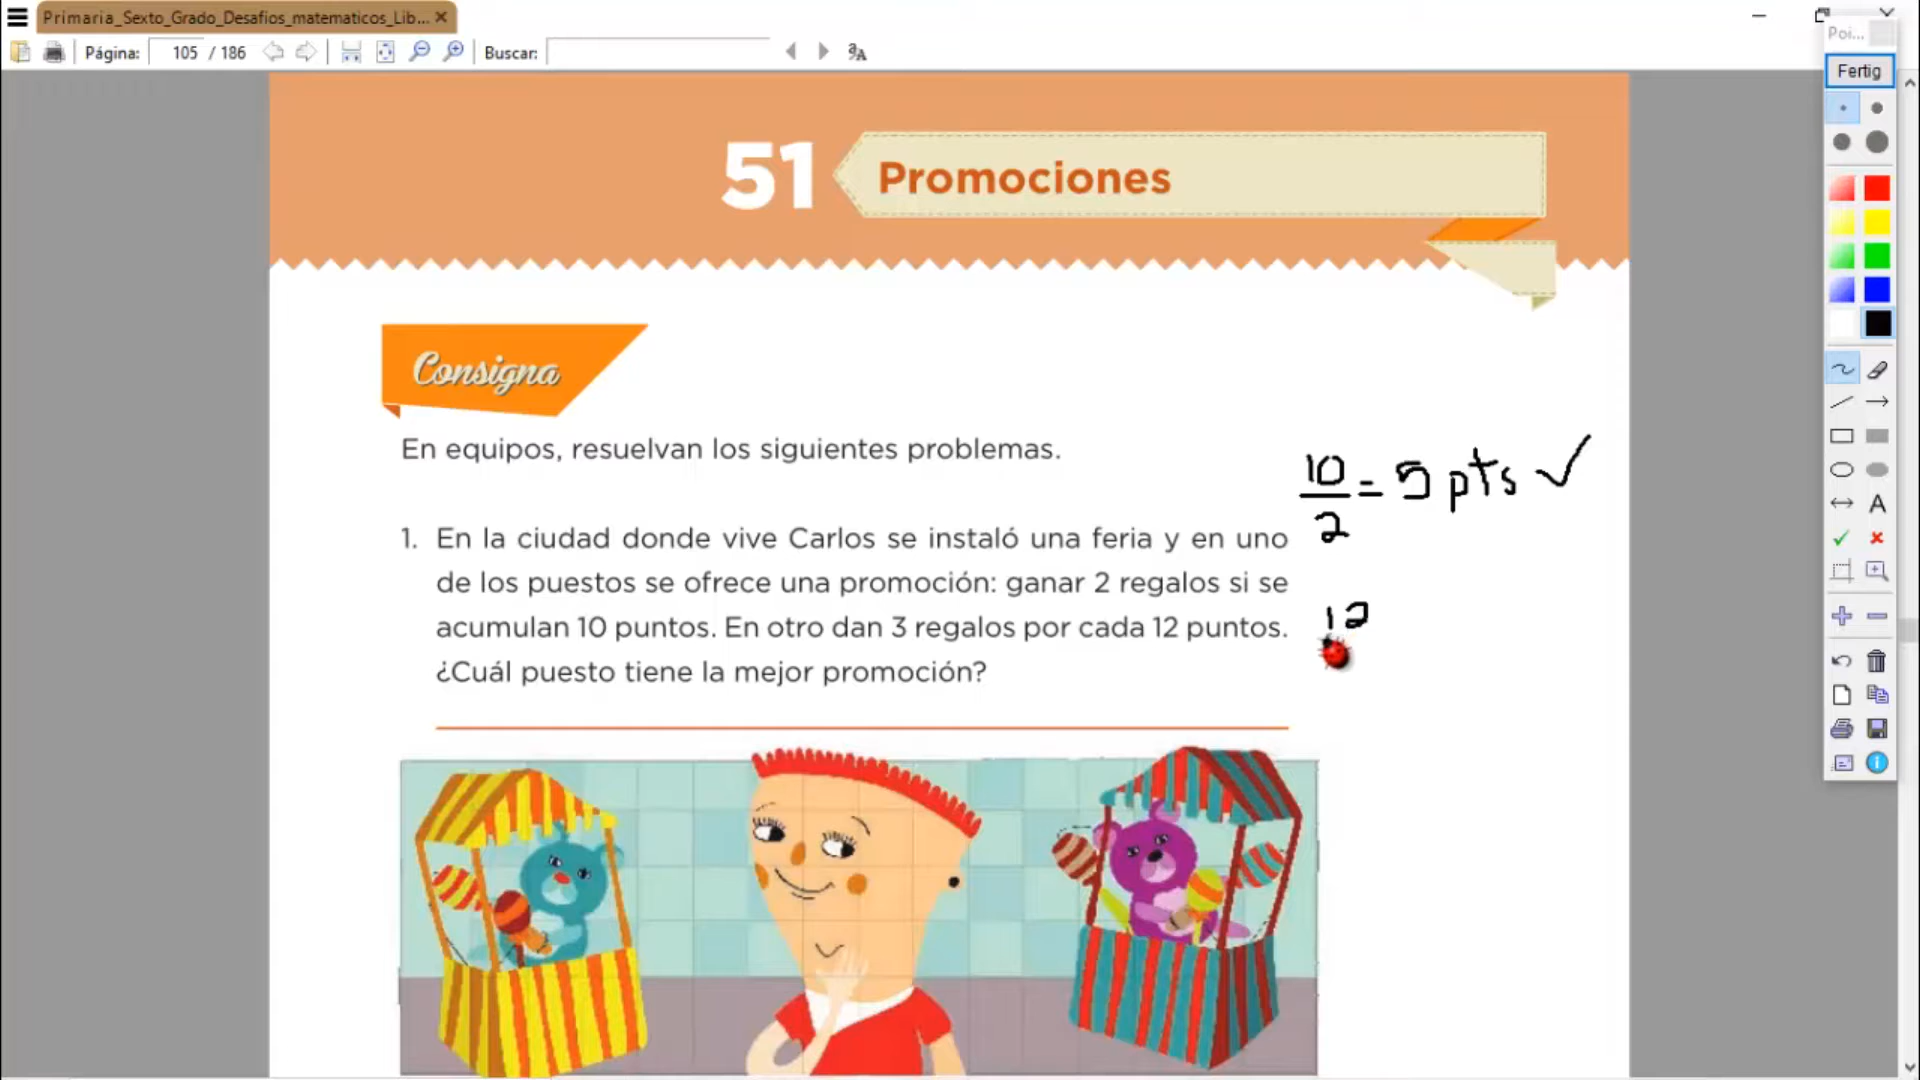 Primaria_Sexto_Grado_Desafios_matematicos_Lib...
Poi...
Página: 105 / 186 Buscar:
Fertig
51 Promociones
Consigna
En equipos, resuelvan los siguientes problemas.
10/2 = 5 pts ✓
1. En la ciudad donde vive Carlos se instaló una feria y en uno
de los puestos se ofrece una promoción: ganar 2 regalos si se
acumulan 10 puntos. En otro dan 3 regalos por cada 12 puntos.
¿Cuál puesto tiene la mejor promoción?
12